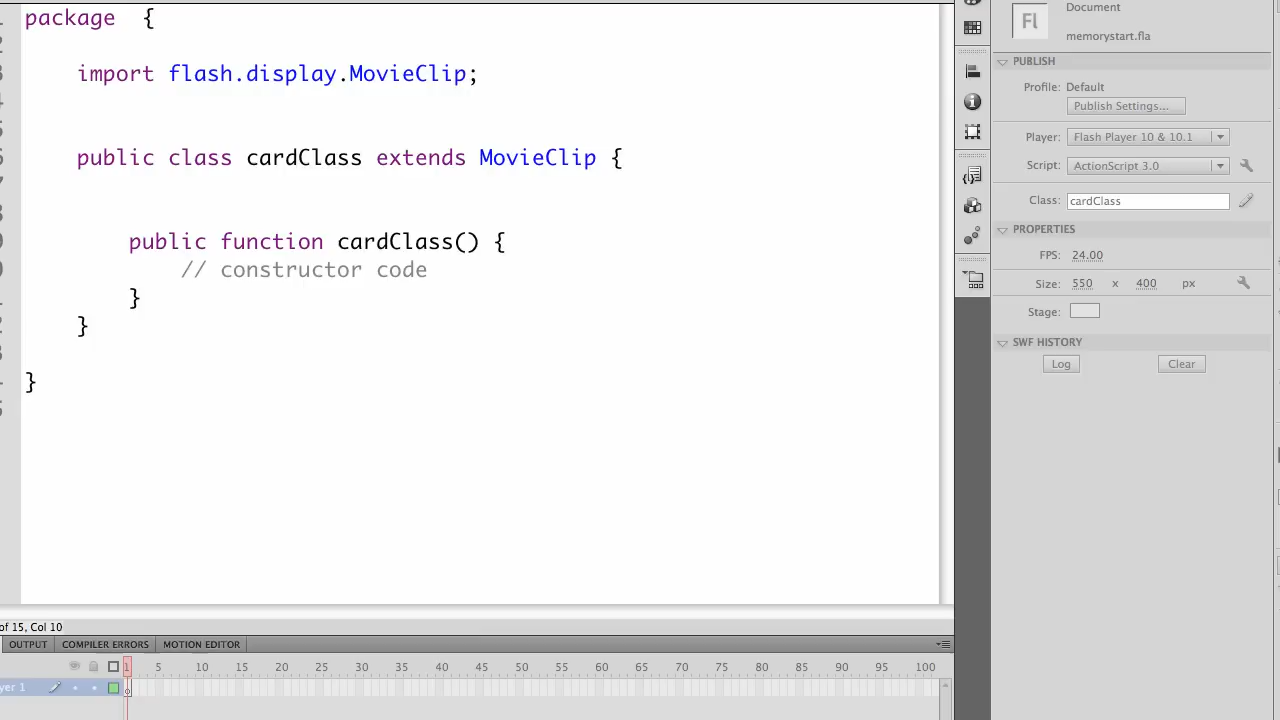 package {
import flash.display.MovieClip;
public class cardClass extends MovieClip {
public function cardClass() {
// constructor code
}
}
}
of 15, Col 10
OUTPUT
COMPILER ERRORS
MOTION EDITOR
1 5 10 15 20 25 30 35 40 45 50 55 60 65 70 75 80 85 90 95 100
yer 1
Fl
Document
memorystart.fla
PUBLISH
Profile: Default
Publish Settings...
Player: Flash Player 10 & 10.1
Script: ActionScript 3.0
Class: cardClass
PROPERTIES
FPS: 24.00
Size: 550 x 400 px
Stage:
SWF HISTORY
Log
Clear